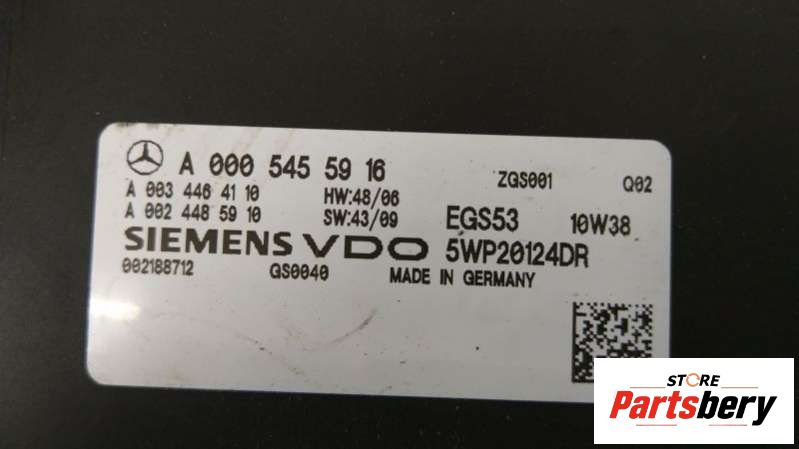 A 000 545 59 16
ZGS001 Q02
A 003 446 41 10 HW:48/06
A 002 448 59 10 SW:43/09 EGS53 10W38
SIEMENS VDO 5WP20124DR
002188712 GS0040 MADE IN GERMANY
STORE
Partsbery